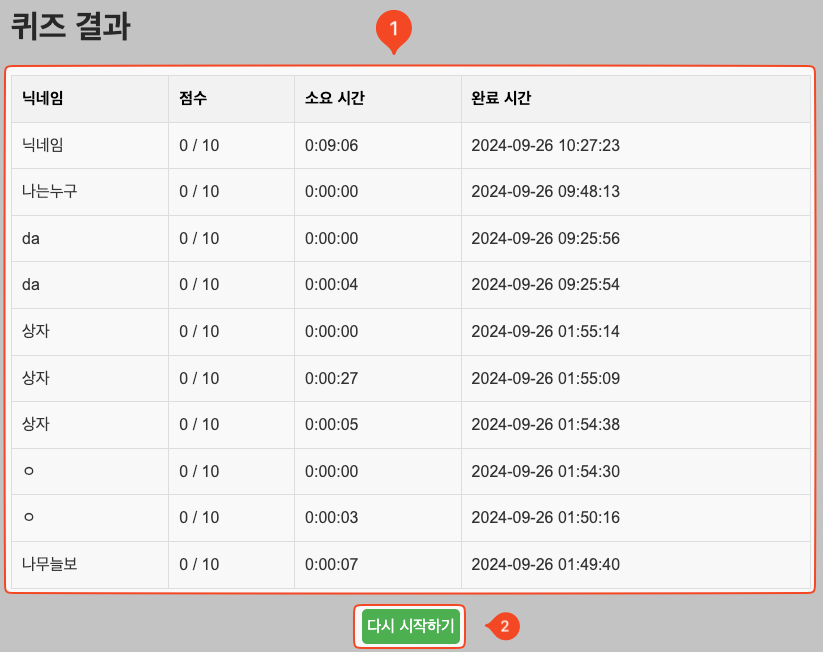 퀴즈 결과
1
닉네임 점수 소요 시간 완료 시간
닉네임 0 / 10 0:09:06 2024-09-26 10:27:23
나는누구 0 / 10 0:00:00 2024-09-26 09:48:13
da 0 / 10 0:00:00 2024-09-26 09:25:56
da 0 / 10 0:00:04 2024-09-26 09:25:54
상자 0 / 10 0:00:00 2024-09-26 01:55:14
상자 0 / 10 0:00:27 2024-09-26 01:55:09
상자 0 / 10 0:00:05 2024-09-26 01:54:38
ㅇ 0 / 10 0:00:00 2024-09-26 01:54:30
ㅇ 0 / 10 0:00:03 2024-09-26 01:50:16
나무늘보 0 / 10 0:00:07 2024-09-26 01:49:40
다시 시작하기 2